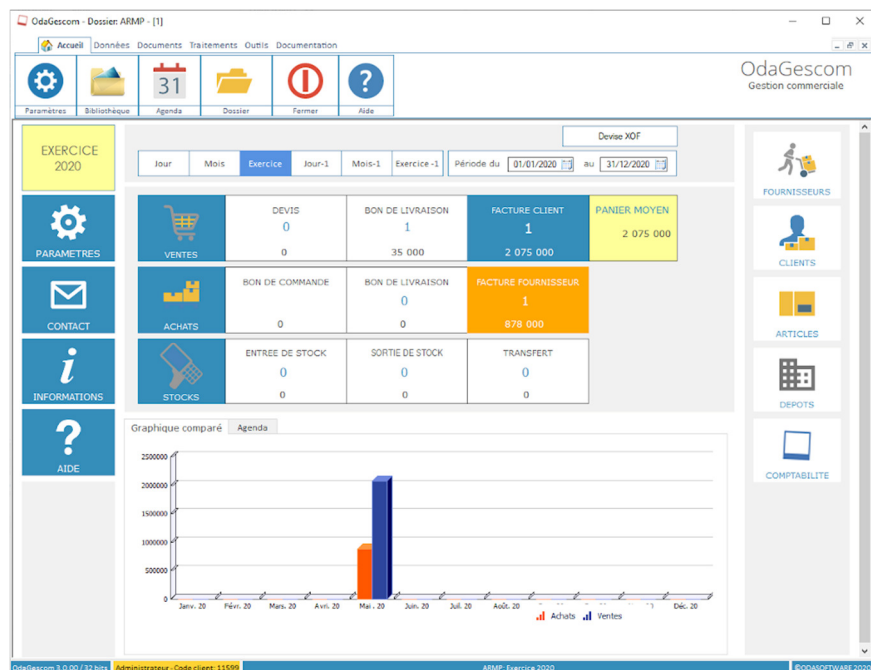 OdaGescom - Dossier: ARMP - [1]
Accueil Données Documents Traitements Outils Documentation
Paramètres Bibliothèque Agenda Dossier Fermer Aide
31
OdaGescom
Gestion commerciale
EXERCICE
2020
PARAMETRES
CONTACT
INFORMATIONS
AIDE
Devise XOF
Jour Mois Exercice Jour-1 Mois-1 Exercice -1
Période du 01/01/2020 au 31/12/2020
VENTES
DEVIS
0
0
BON DE LIVRAISON
1
35 000
FACTURE CLIENT
1
2 075 000
PANIER MOYEN
2 075 000
ACHATS
BON DE COMMANDE
0
BON DE LIVRAISON
0
0
FACTURE FOURNISSEUR
1
878 000
STOCKS
ENTREE DE STOCK
0
0
SORTIE DE STOCK
0
0
TRANSFERT
0
0
Graphique comparé Agenda
2500000
2000000
1500000
1000000
500000
0
Janv. 20 Févr. 20 Mars. 20 Avri. 20 Mai . 20 Juin. 20 Juil. 20 Août. 20 Déc. 20
Achats Ventes
FOURNISSEURS
CLIENTS
ARTICLES
DEPOTS
COMPTABILITE
OdaGescom 3.0.00 / 32 bits Administrateur - Code client: 11599 ARMP: Exercice 2020 ©ODASOFTWARE 2020